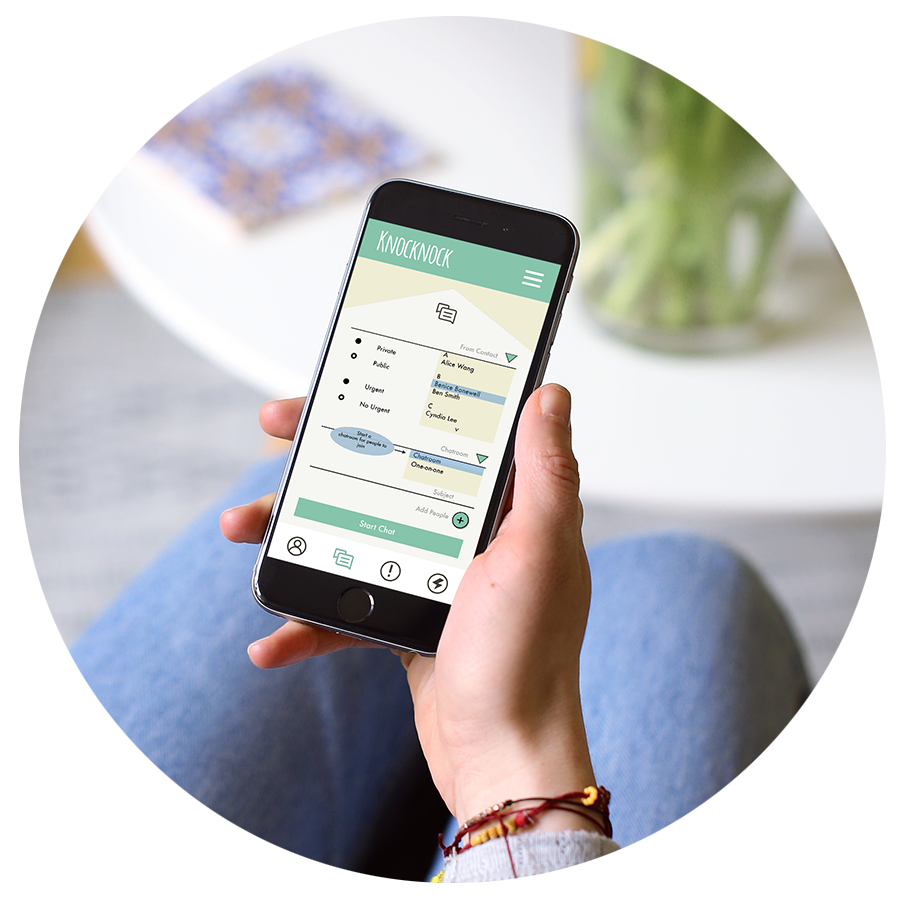 KNOCKNOCK
Private
Public
Urgent
No Urgent
From Contact
A
Alice Wang
B
Benice Bonewell
Ben Smith
C
Cyndia Lee
Start a
chatroom for people to
join
Chatroom
Chatroom
One-on-one
Subject
Add People
Start Chat